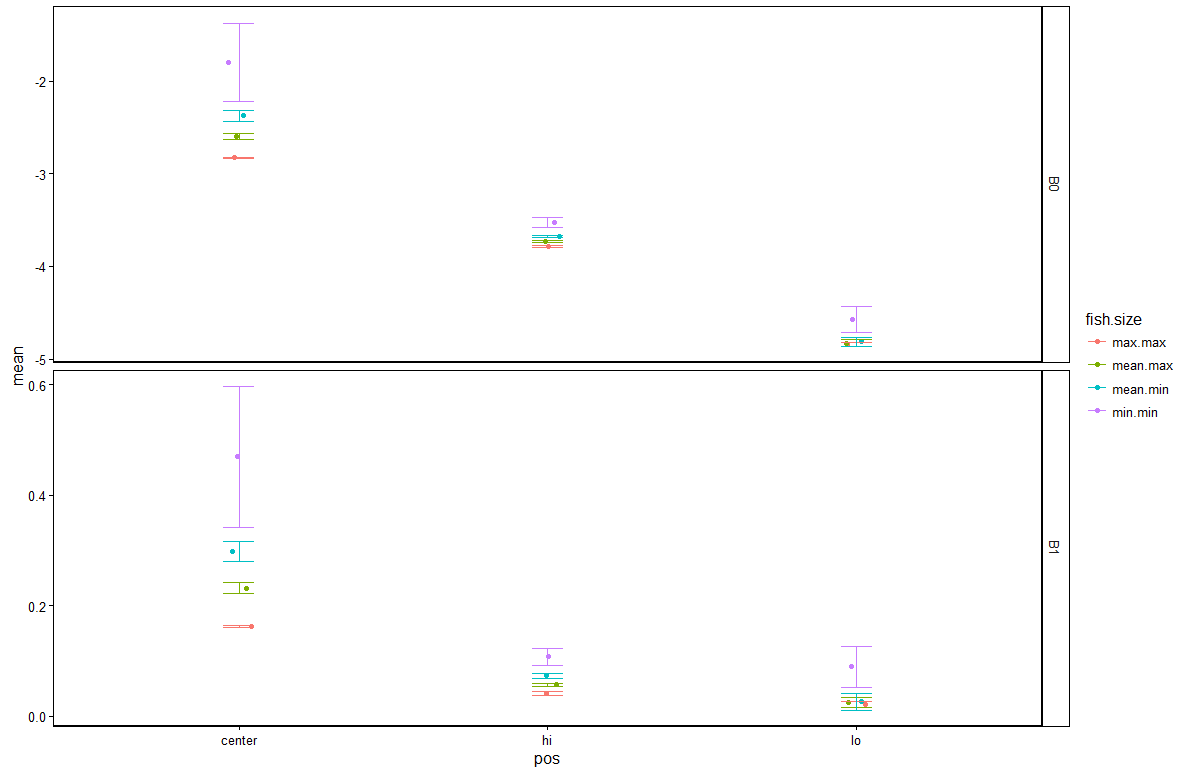 -2
-3
-4
-5
B0
mean
0.6
0.4
0.2
0.0
B1
center
hi
lo
pos
fish.size
max.max
mean.max
mean.min
min.min